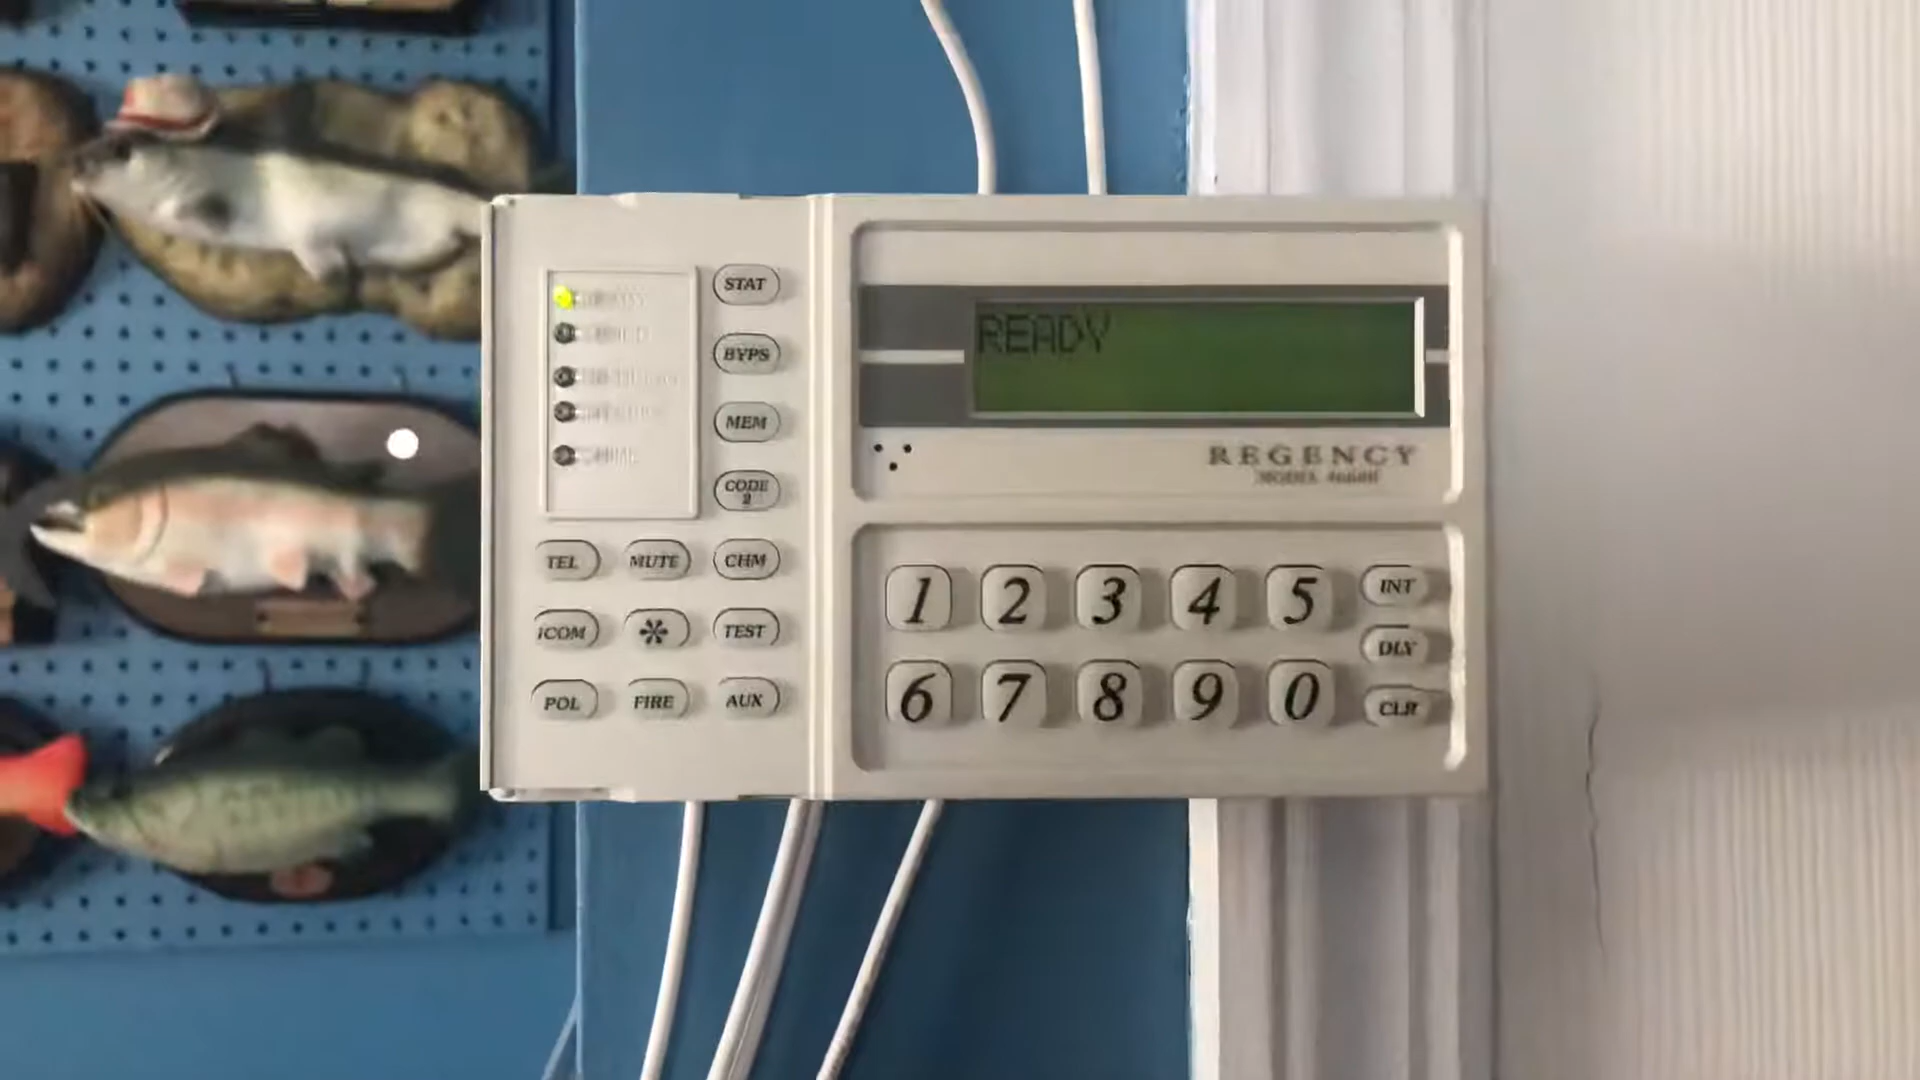 STAT
BYPS
MEM
CODE
2
TEL MUTE CHM
ICOM TEST
POL FIRE AUX
READY
REGENCY
MODEL
1 2 3 4 5 INT
DLY
6 7 8 9 0 CLR